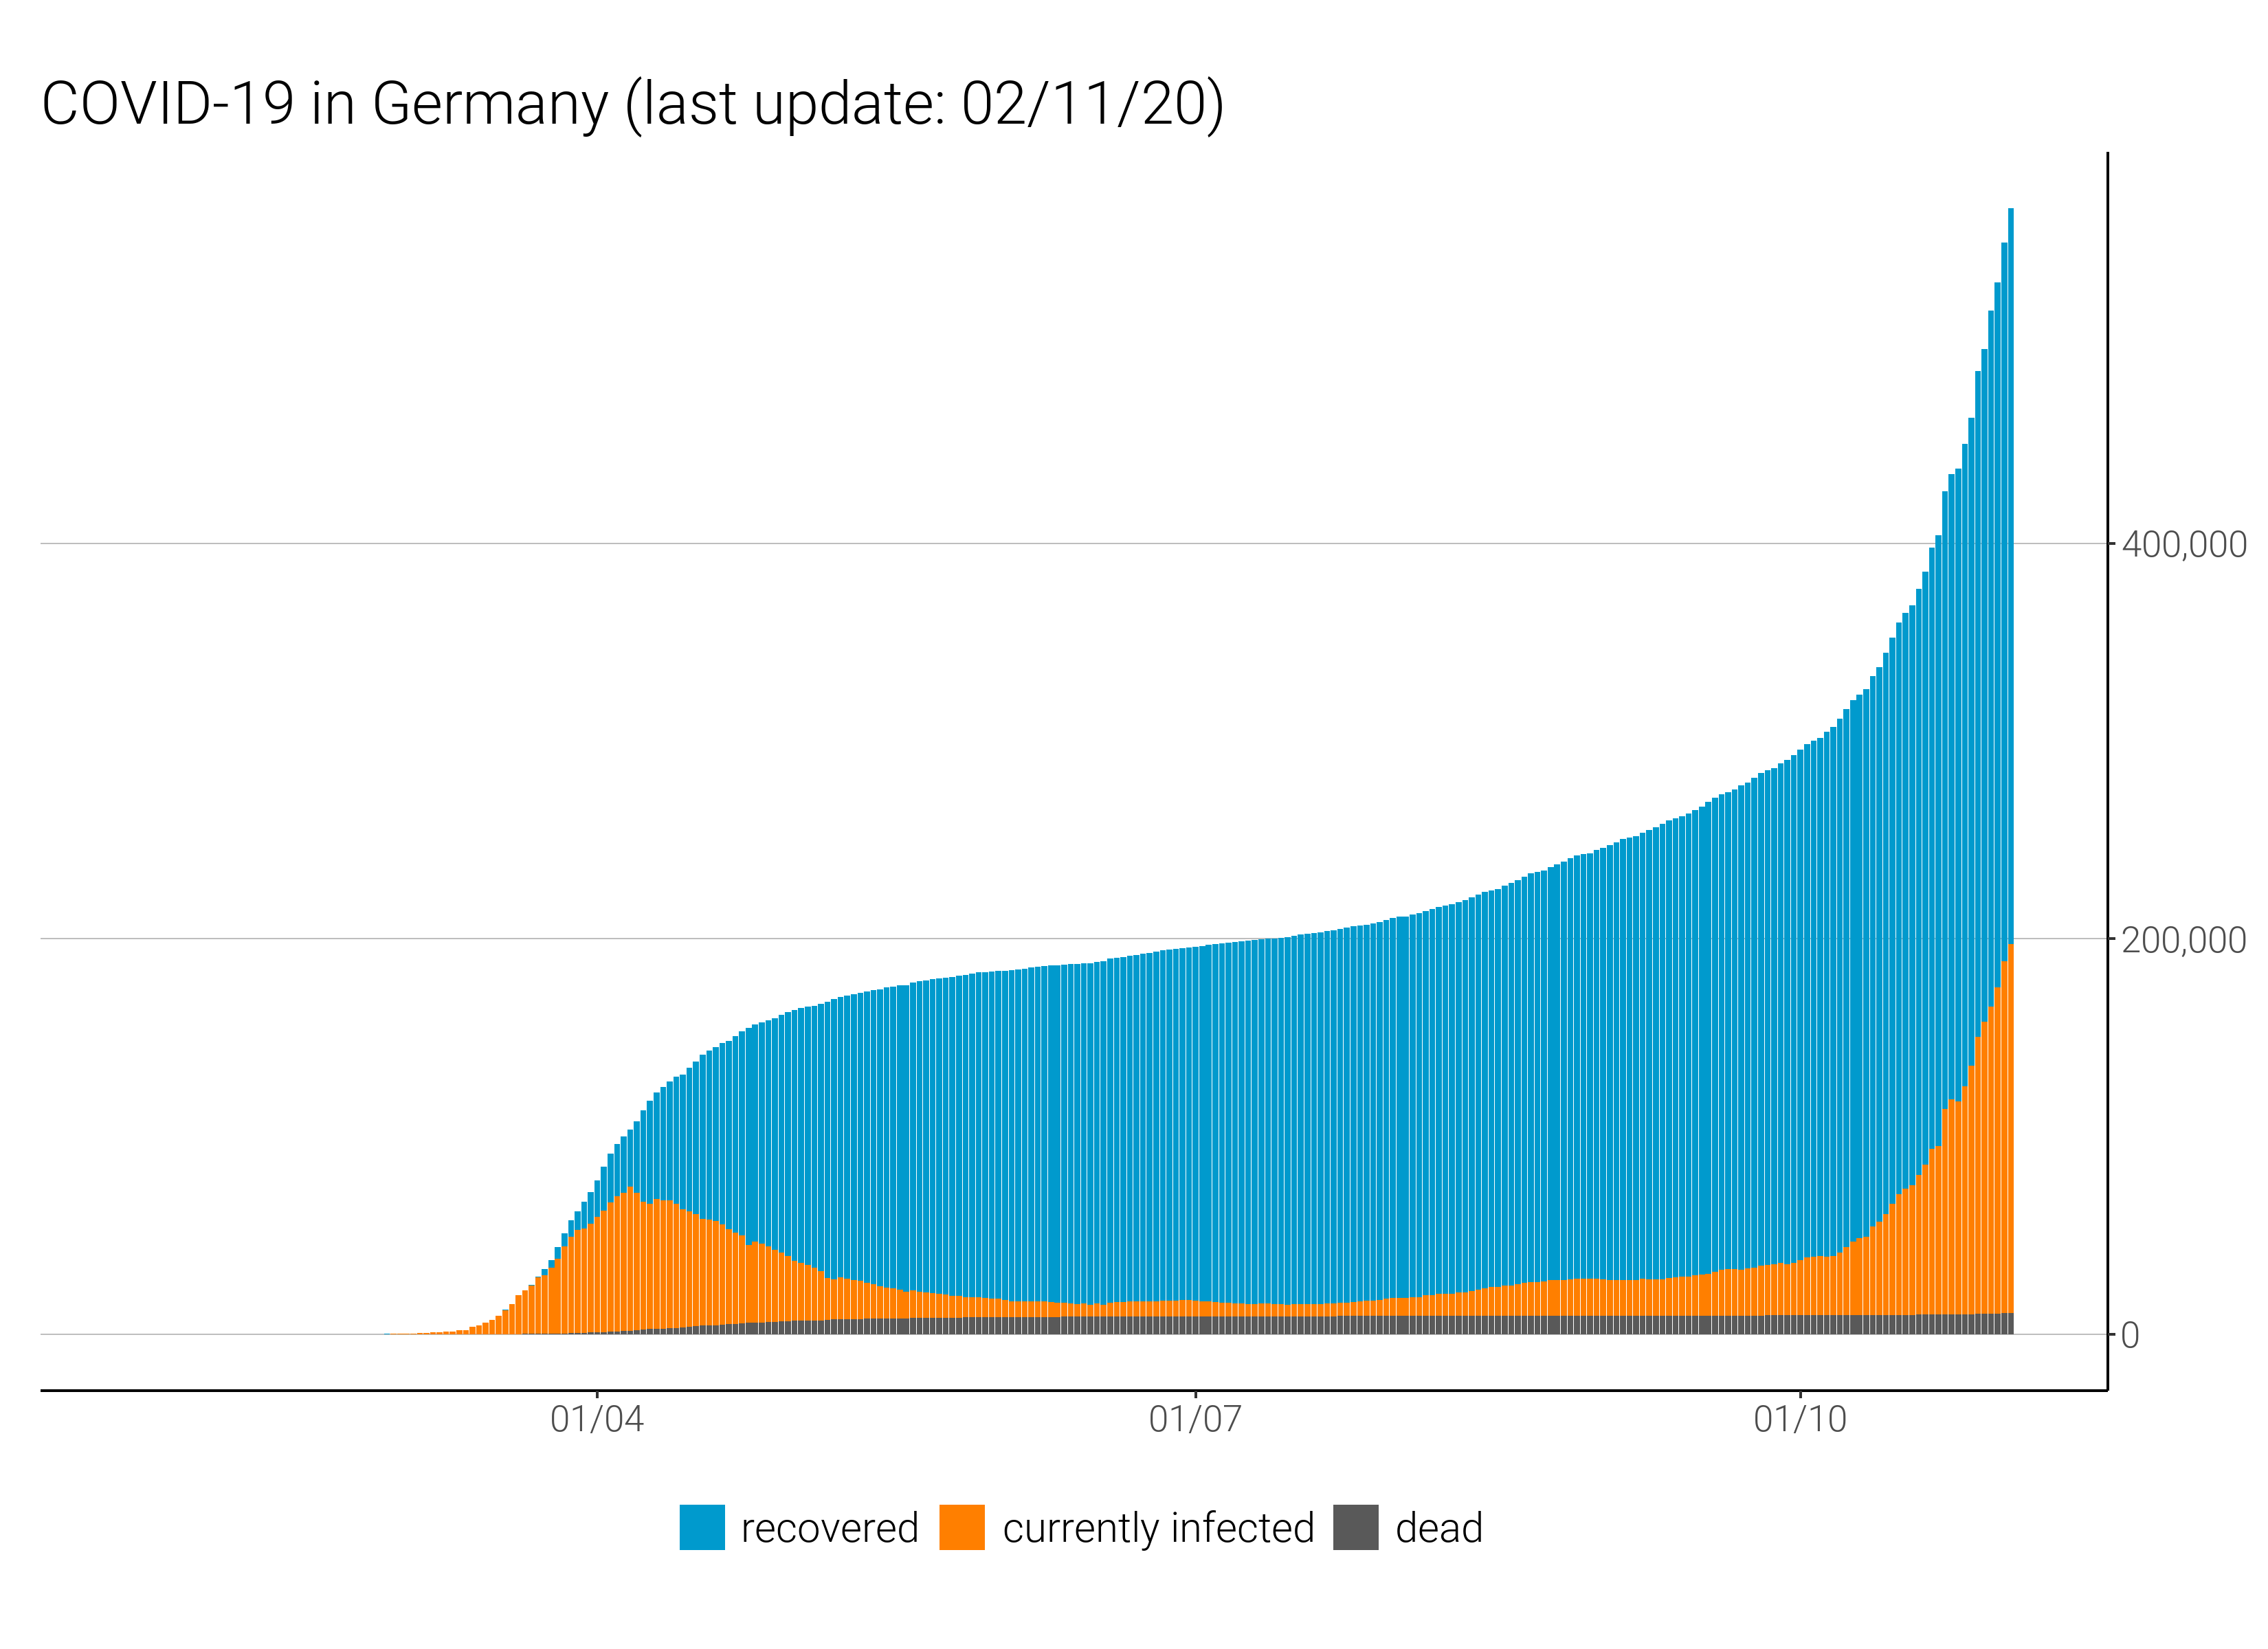 COVID-19 in Germany (last update: 02/11/20)
400,000
200,000
0
01/04 01/07 01/10
recovered currently infected dead